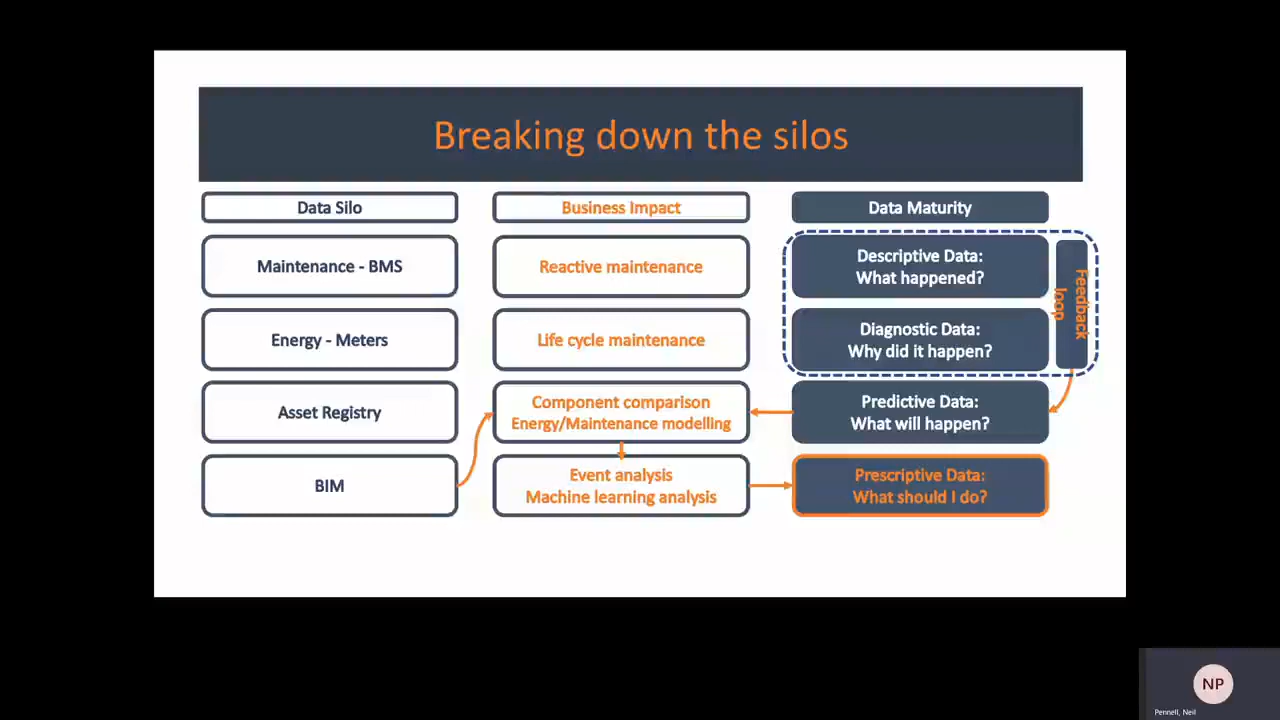 Breaking down the silos
Data Silo
Business Impact
Data Maturity
Maintenance - BMS
Reactive maintenance
Descriptive Data:
What happened?
Energy - Meters
Life cycle maintenance
Diagnostic Data:
Why did it happen?
Feedback
loop
Asset Registry
Component comparison
Energy/Maintenance modelling
Predictive Data:
What will happen?
BIM
Event analysis
Machine learning analysis
Prescriptive Data:
What should I do?
NP
Pennell, Neil